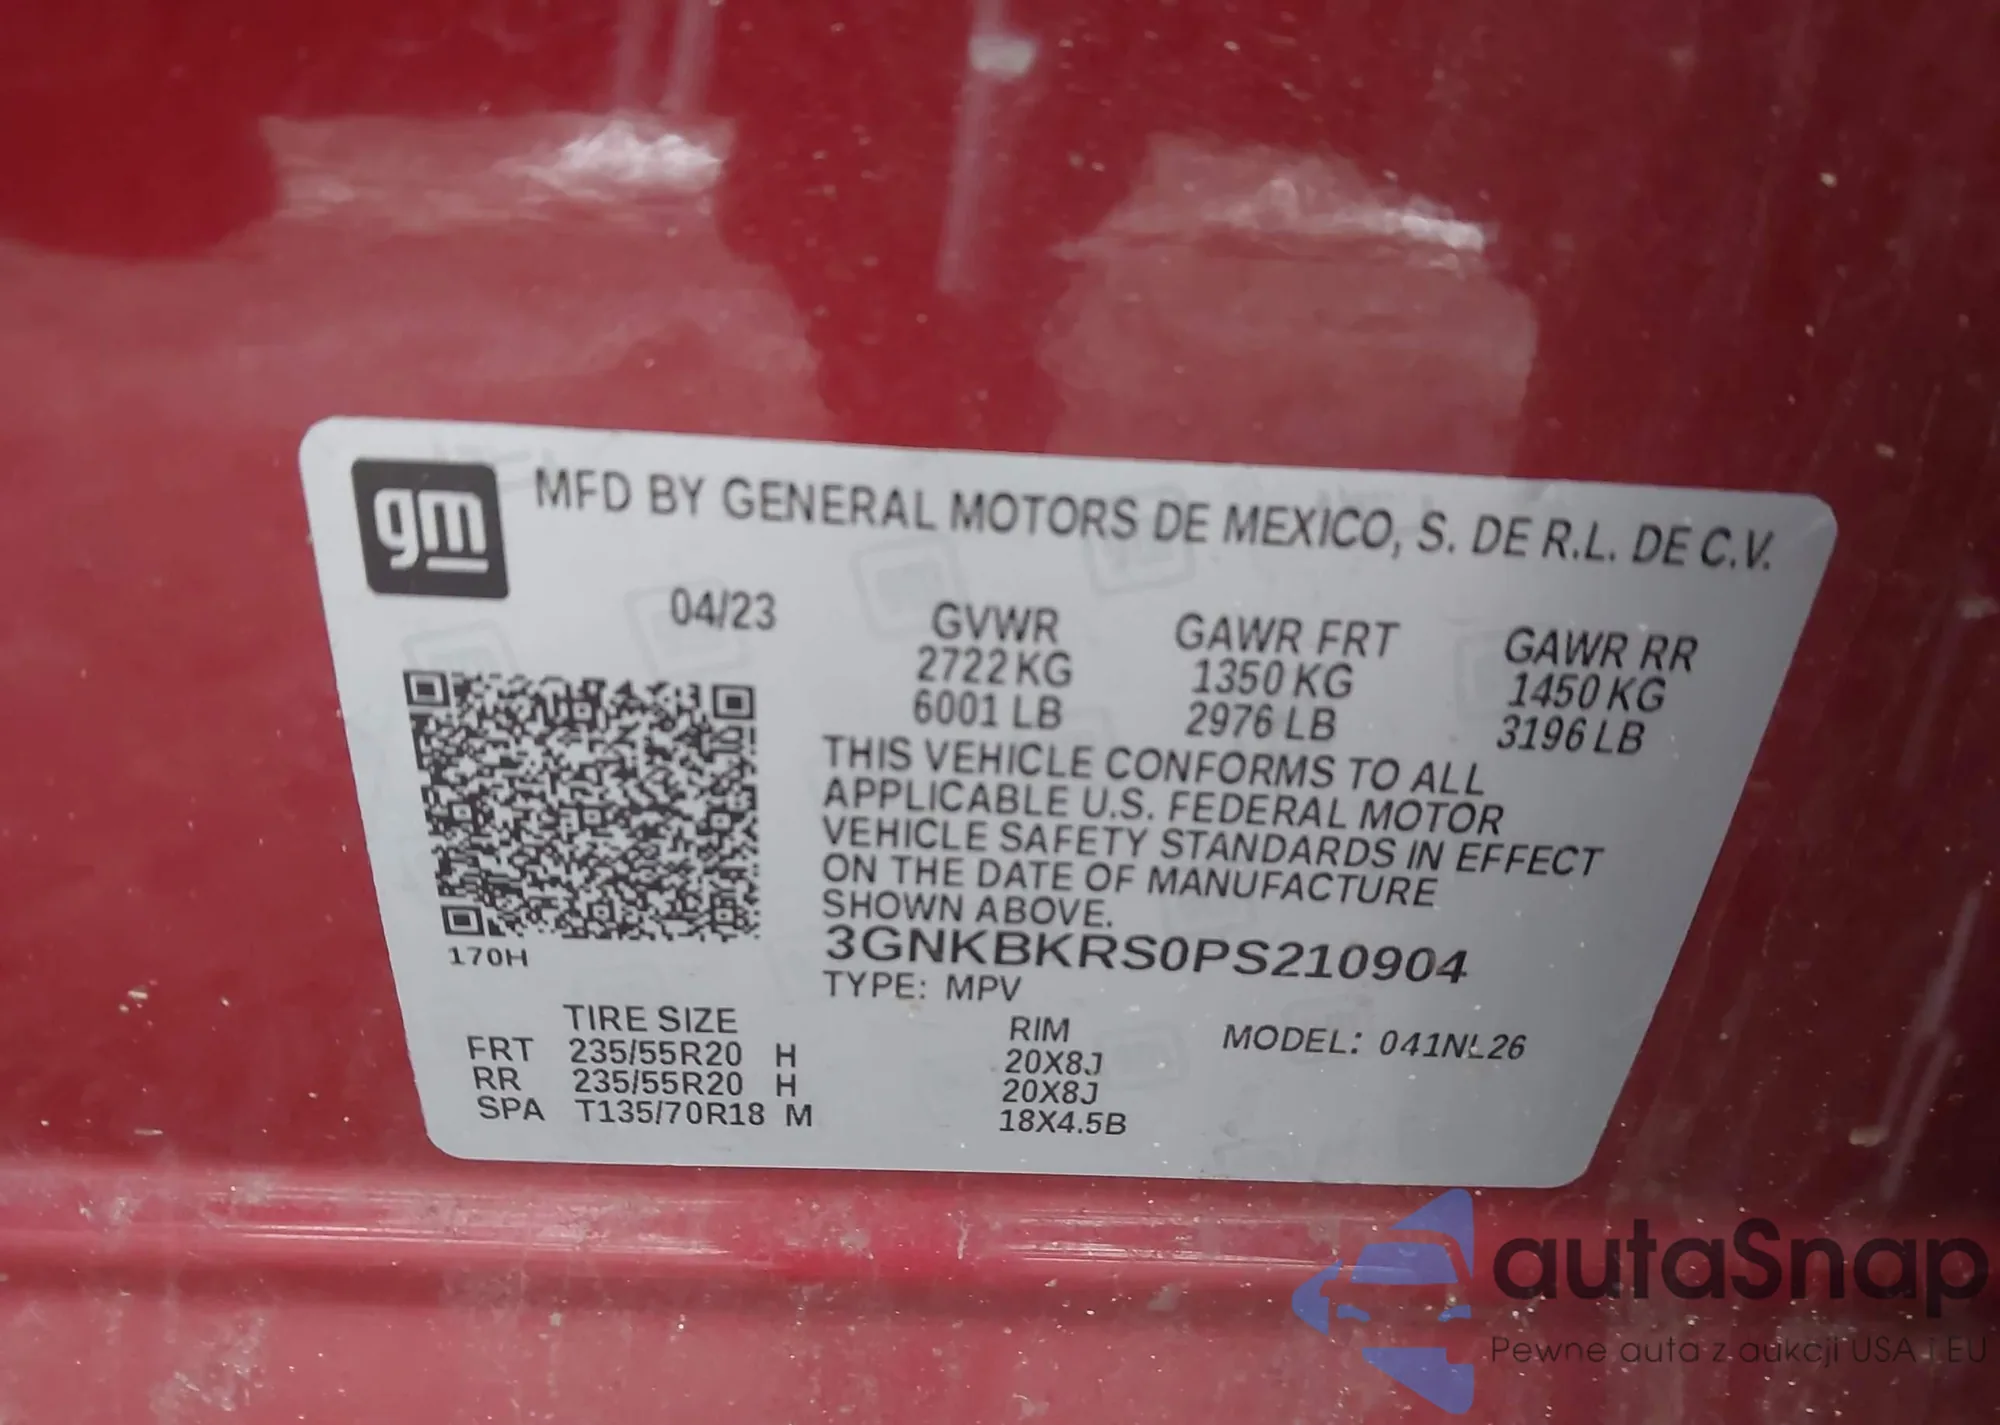 gm
MFD BY GENERAL MOTORS DE MEXICO, S. DE R.L. DE C.V.
04/23
GVWR GAWR FRT GAWR RR
2722 KG 1350 KG 1450 KG
6001 LB 2976 LB 3196 LB
THIS VEHICLE CONFORMS TO ALL
APPLICABLE U.S. FEDERAL MOTOR
VEHICLE SAFETY STANDARDS IN EFFECT
ON THE DATE OF MANUFACTURE
SHOWN ABOVE.
3GNKBKRS0PS210904
170H
TYPE: MPV
TIRE SIZE RIM MODEL: 041NL26
FRT 235/55R20 H 20X8J
RR 235/55R20 H 20X8J
SPA T135/70R18 M 18X4.5B
autaSnap
Pewne auta z aukcji USA i EU